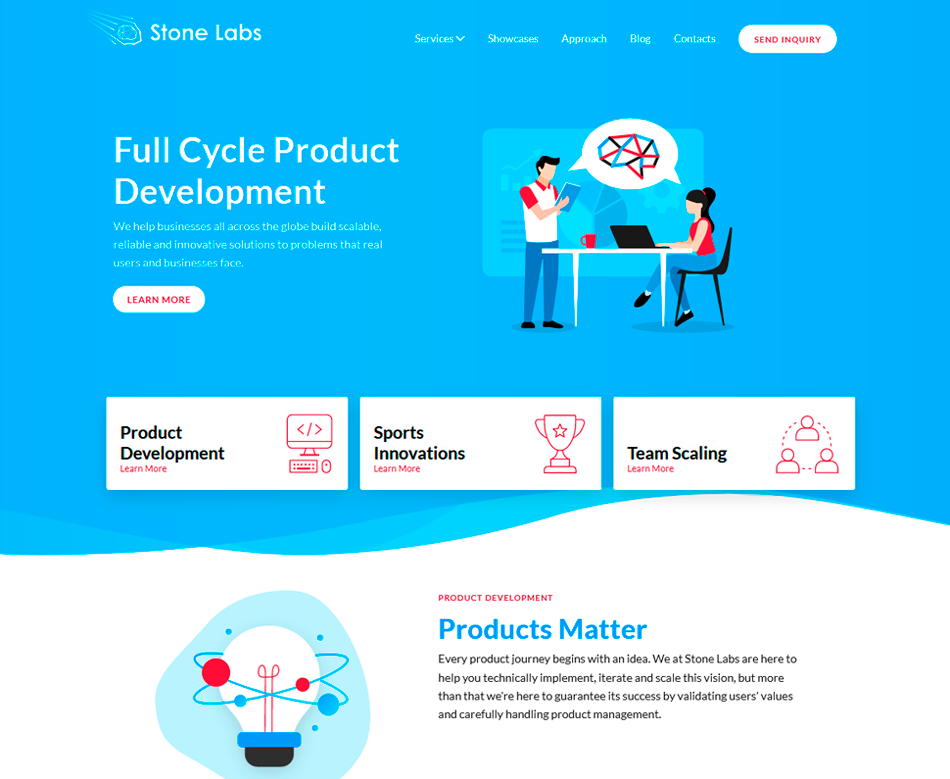 Stone Labs
Services
Showcases
Approach
Blog
Contacts
SEND INQUIRY
Full Cycle Product
Development
We help businesses all across the globe build scalable,
reliable and innovative solutions to problems that real
users and businesses face.
LEARN MORE
Product
Development
Learn More
</>
Sports
Innovations
Learn More
Team Scaling
Learn More
PRODUCT DEVELOPMENT
Products Matter
Every product journey begins with an idea. We at Stone Labs are here to
help you technically implement, iterate and scale this vision, but more
than that we're here to guarantee its success by validating users' values
and carefully handling product management.